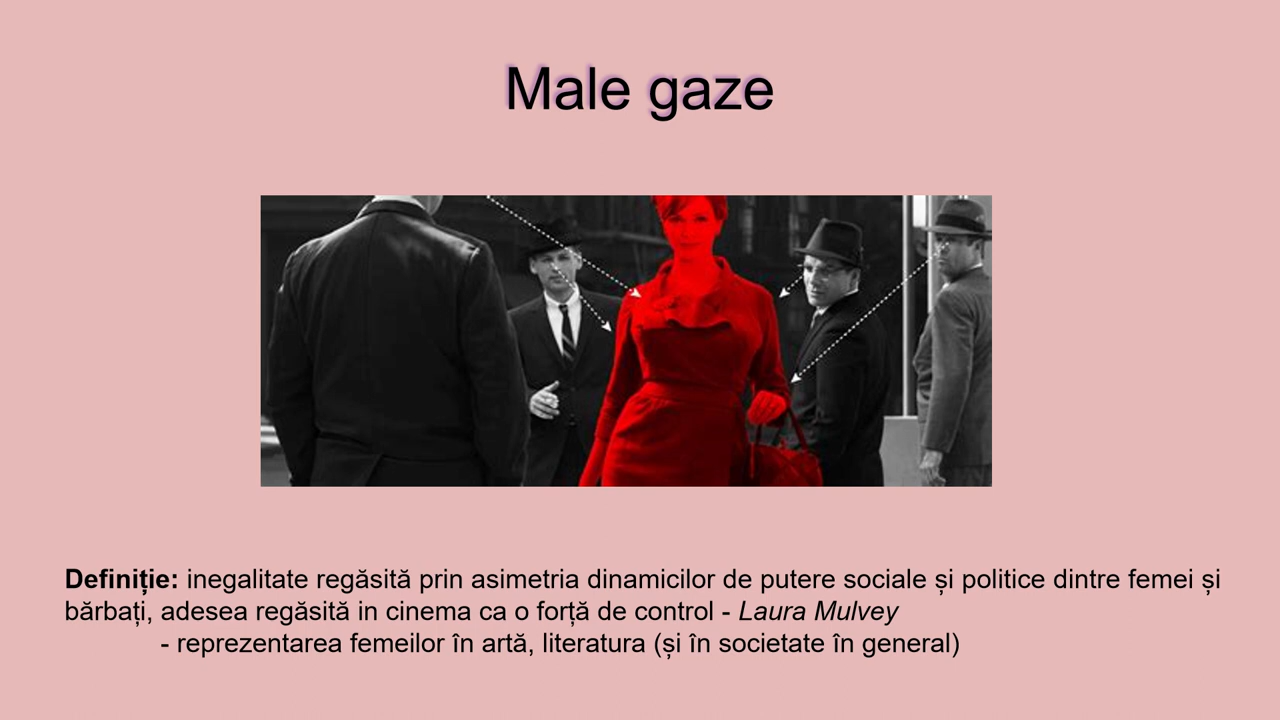 Male gaze
Definiție: inegalitate regăsită prin asimetria dinamicilor de putere sociale și politice dintre femei și
bărbați, adesea regăsită in cinema ca o forță de control - Laura Mulvey
- reprezentarea femeilor în artă, literatura (și în societate în general)